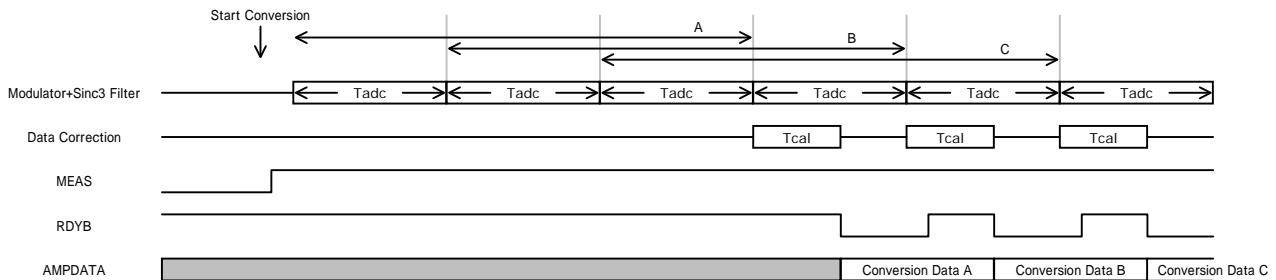 Start Conversion
A
B
C
Modulator+Sinc3 Filter
Tadc Tadc Tadc Tadc Tadc Tadc
Data Correction
Tcal Tcal Tcal
MEAS
RDYB
AMPDATA
Conversion Data A Conversion Data B Conversion Data C